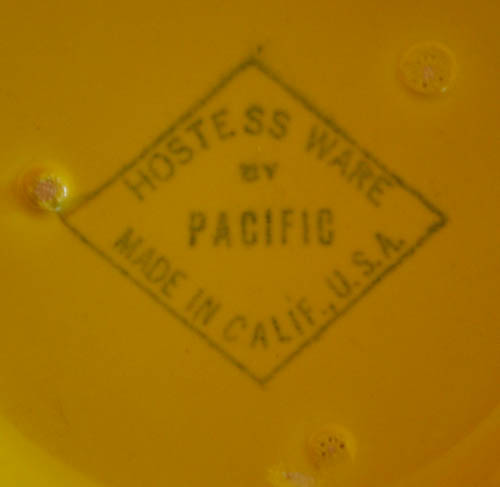 HOSTESS WARE
BY
PACIFIC
MADE IN CALIF., U.S.A.